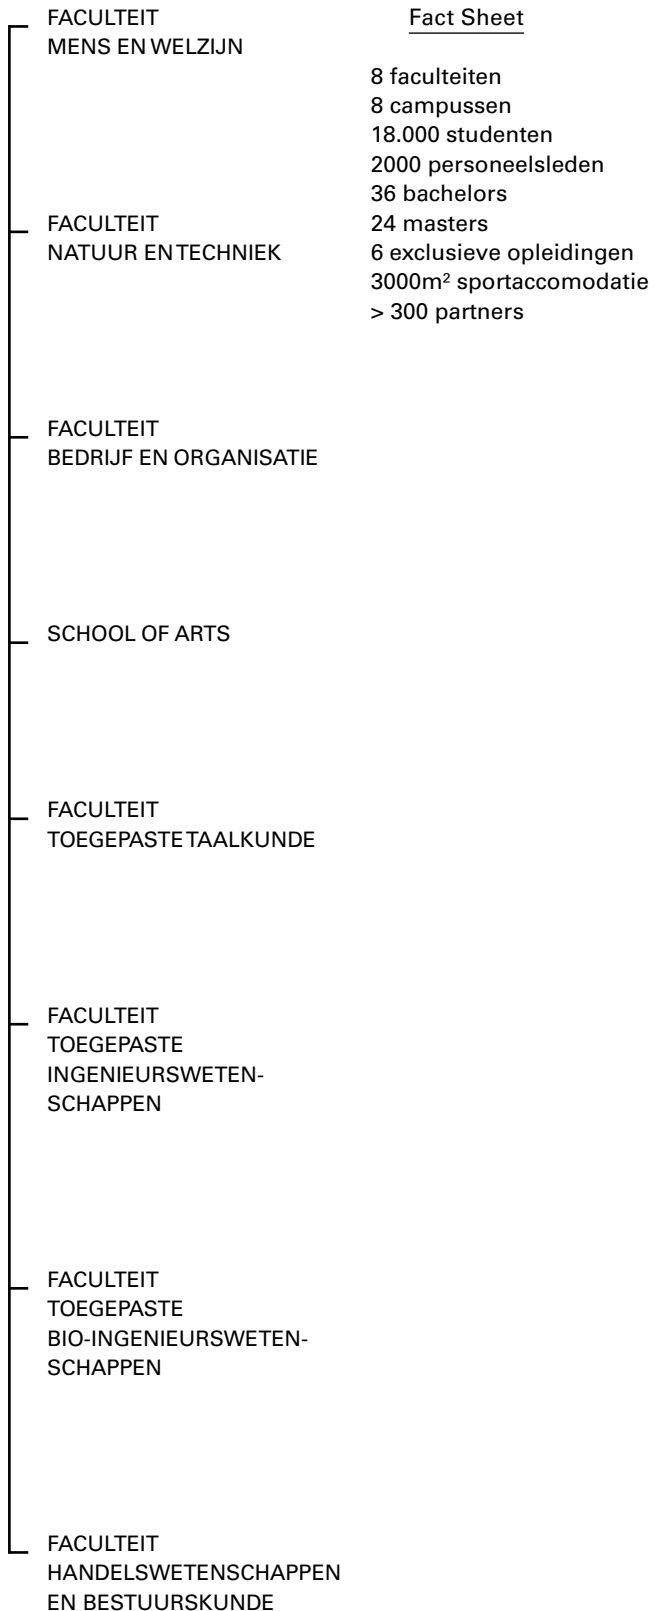 FACULTEIT
MENS EN WELZIJN
FACULTEIT
NATUUR EN TECHNIEK
FACULTEIT
BEDRIJF EN ORGANISATIE
SCHOOL OF ARTS
FACULTEIT
TOEGEPASTE TAALKUNDE
FACULTEIT
TOEGEPASTE
INGENIEURSWETEN-
SCHAPPEN
FACULTEIT
TOEGEPASTE
BIO-INGENIEURSWETEN-
SCHAPPEN
FACULTEIT
HANDELSWETENSCHAPPEN
EN BESTUURSKUNDE
Fact Sheet
8 faculteiten
8 campussen
18.000 studenten
2000 personeelsleden
36 bachelors
24 masters
6 exclusieve opleidingen
3000m² sportaccomodatie
> 300 partners